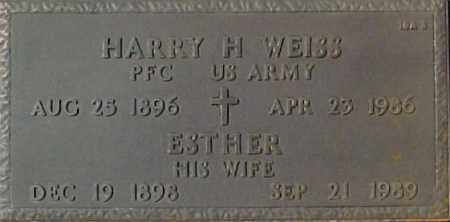 HARRY H WEISS
PFC US ARMY
AUG 25 1896 APR 23 1986
ESTHER
HIS WIFE
DEC 19 1898 SEP 21 1989